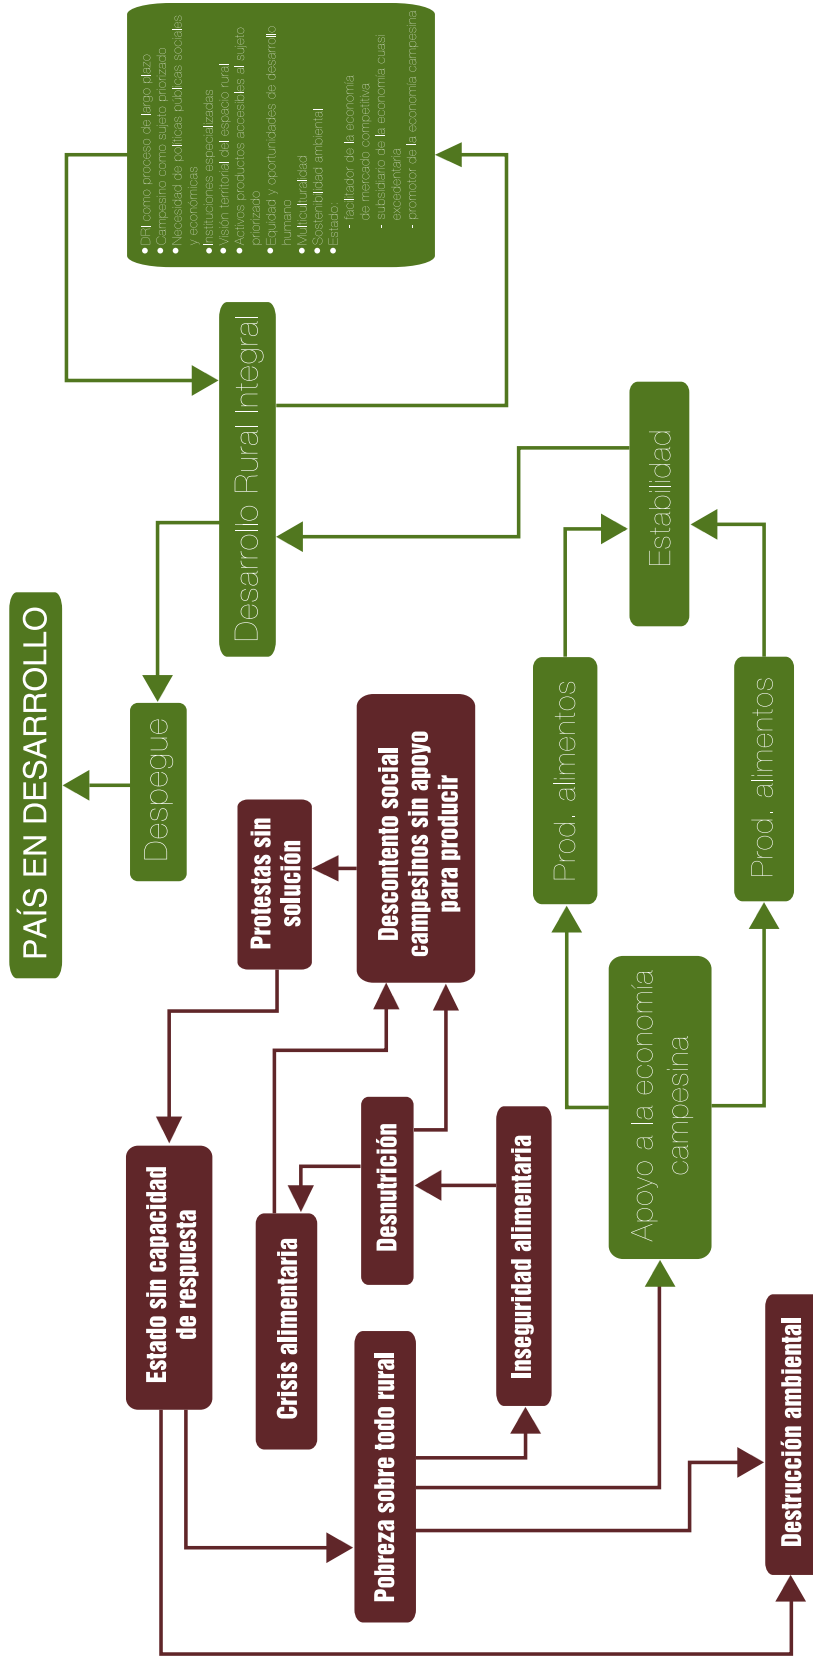 PAÍS EN DESARROLLO
Despegue
Desarrollo Rural Integral
• DRI como proceso de largo plazo
• Campesino como sujeto priorizado
• Necesidad de políticas públicas sociales
y económicas
• Instituciones especializadas
• Visión territorial del espacio rural
• Activos productos accesibles al sujeto
priorizado
• Equidad y oportunidades de desarrollo
humano
• Multiculturalidad
• Sostenibilidad ambiental
• Estado:
- facilitador de la economía
de mercado competitiva
- subsidiario de la economía cuasi
excedentaria
- promotor de la economía campesina
Estado sin capacidad
de respuesta
Protestas sin
solución
Crisis alimentaria
Desnutrición
Descontento social
campesinos sin apoyo
para producir
Pobreza sobre todo rural
Inseguridad alimentaria
Prod. alimentos
Estabilidad
Apoyo a la economía
campesina
Prod. alimentos
Destrucción ambiental